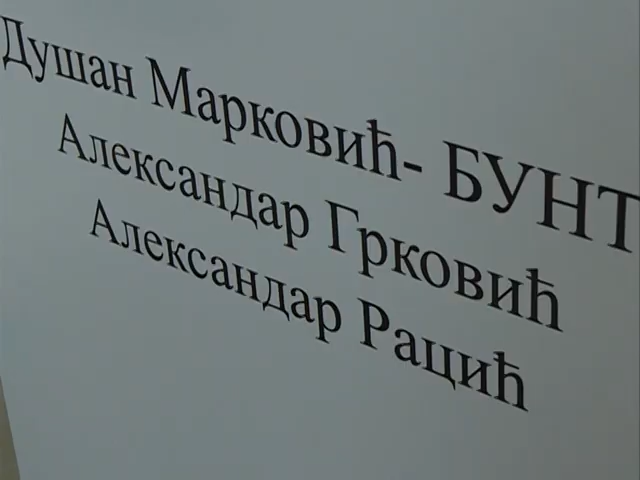 Душан Марковић- БУНТ
Александар Грковић
Александар Рацић